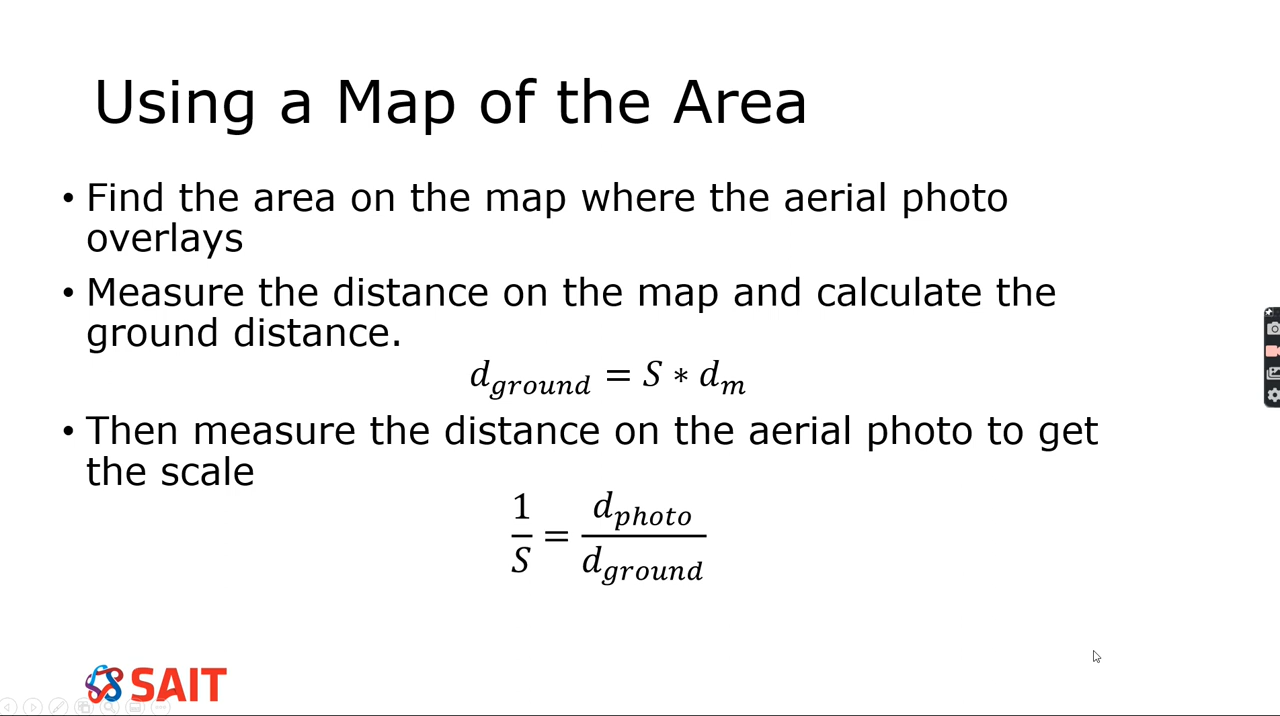 Using a Map of the Area
• Find the area on the map where the aerial photo
overlays
• Measure the distance on the map and calculate the
ground distance.
d_ground = S * d_m
• Then measure the distance on the aerial photo to get
the scale
1/S = d_photo/d_ground
SAIT